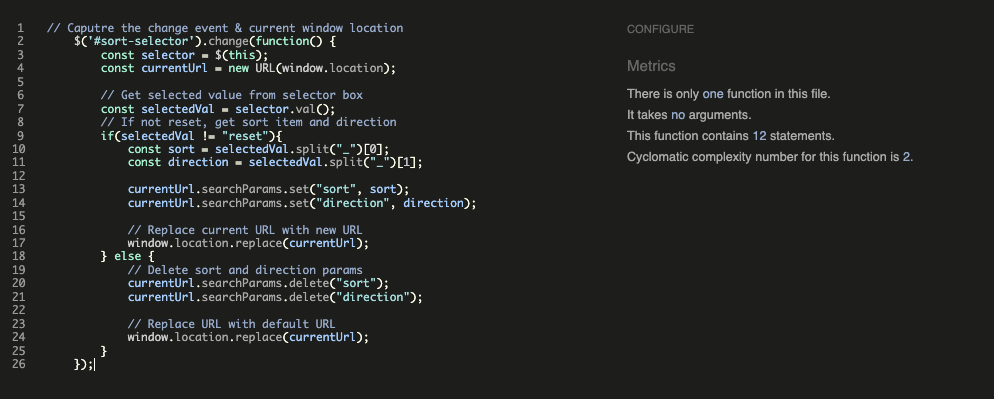 1 // Caputre the change event & current window location
2 $('#sort-selector').change(function() {
3 const selector = $(this);
4 const currentUrl = new URL(window.location);
5
6 // Get selected value from selector box
7 const selectedVal = selector.val();
8 // If not reset, get sort item and direction
9 if(selectedVal != "reset"){
10 const sort = selectedVal.split("_")[0];
11 const direction = selectedVal.split("_")[1];
12
13 currentUrl.searchParams.set("sort", sort);
14 currentUrl.searchParams.set("direction", direction);
15
16 // Replace current URL with new URL
17 window.location.replace(currentUrl);
18 } else {
19 // Delete sort and direction params
20 currentUrl.searchParams.delete("sort");
21 currentUrl.searchParams.delete("direction");
22
23 // Replace URL with default URL
24 window.location.replace(currentUrl);
25 }
26 });
CONFIGURE
Metrics
There is only one function in this file.
It takes no arguments.
This function contains 12 statements.
Cyclomatic complexity number for this function is 2.